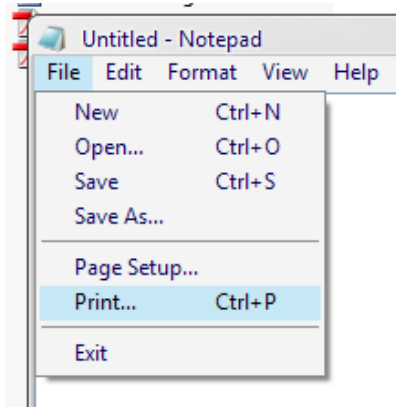 Untitled - Notepad
File Edit Format View Help
New Ctrl+N
Open... Ctrl+O
Save Ctrl+S
Save As...
Page Setup...
Print... Ctrl+P
Exit